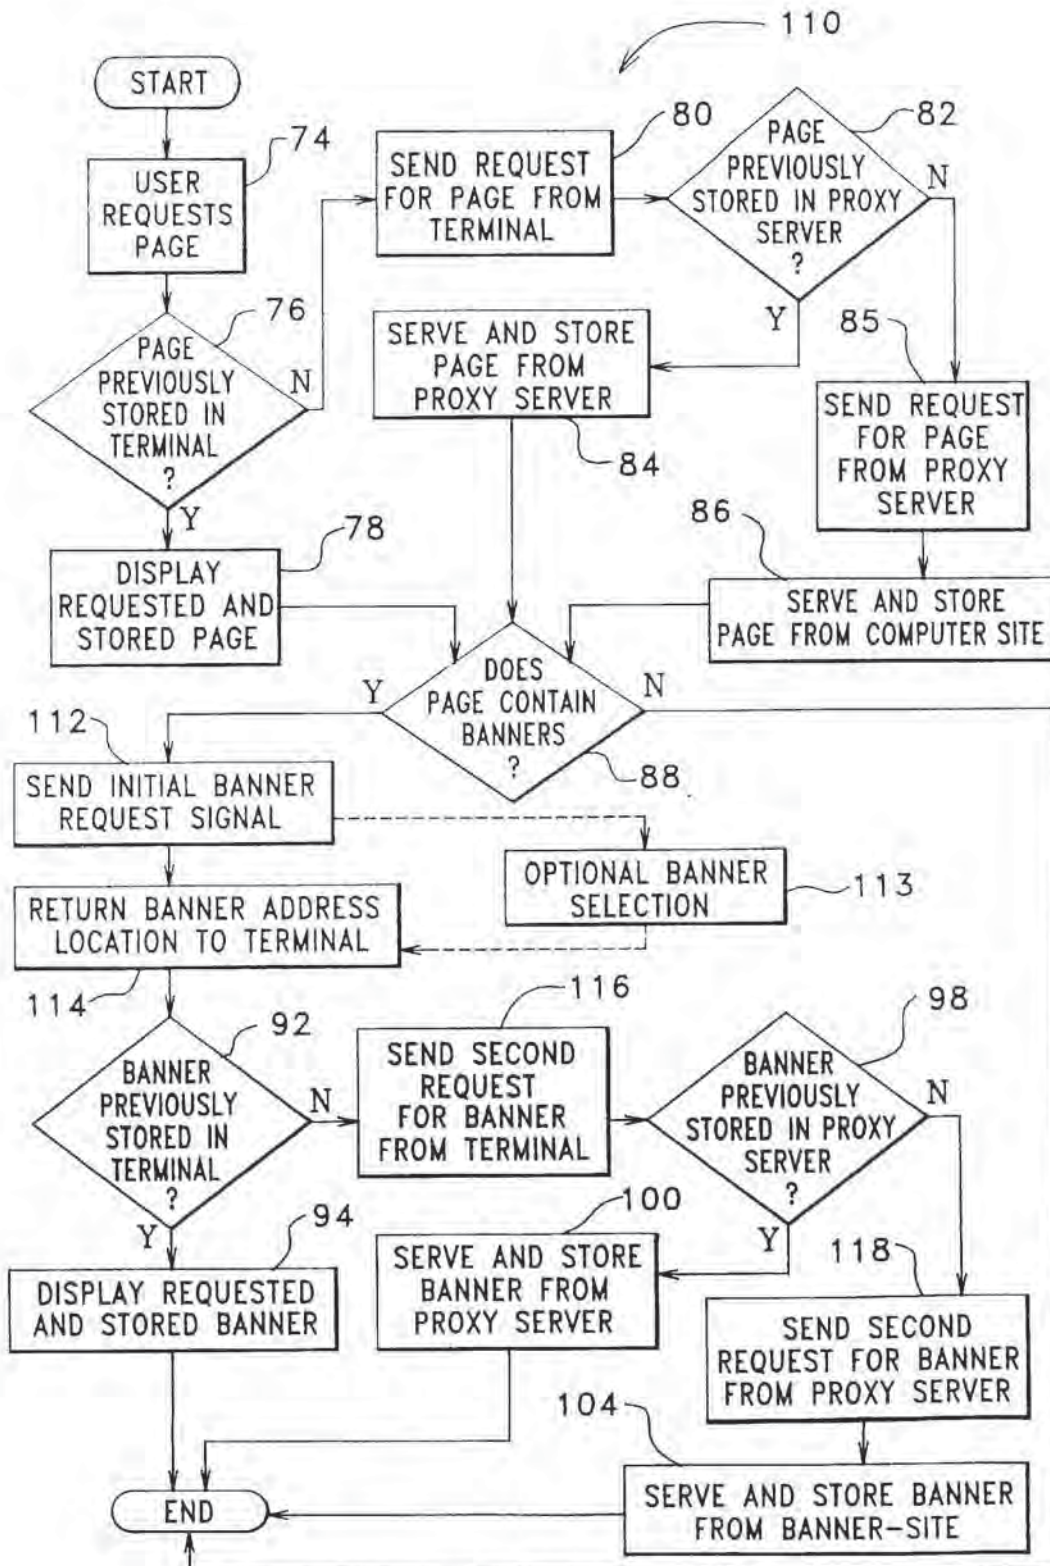 110
START
74
USER
REQUESTS
PAGE
80
SEND REQUEST
FOR PAGE FROM
TERMINAL
82
PAGE
PREVIOUSLY
STORED IN PROXY
SERVER
?
N
Y
76
PAGE
PREVIOUSLY
STORED IN
TERMINAL
?
N
Y
SERVE AND STORE
PAGE FROM
PROXY SERVER
84
85
SEND REQUEST
FOR PAGE
FROM PROXY
SERVER
78
DISPLAY
REQUESTED AND
STORED PAGE
86
SERVE AND STORE
PAGE FROM COMPUTER SITE
DOES
PAGE CONTAIN
BANNERS
?
Y
N
88
112
SEND INITIAL BANNER
REQUEST SIGNAL
OPTIONAL BANNER
SELECTION
113
RETURN BANNER ADDRESS
LOCATION TO TERMINAL
114
92
BANNER
PREVIOUSLY
STORED IN
TERMINAL
?
N
Y
116
SEND SECOND
REQUEST
FOR BANNER
FROM TERMINAL
98
BANNER
PREVIOUSLY
STORED IN PROXY
SERVER
?
N
Y
94
DISPLAY REQUESTED
AND STORED BANNER
100
SERVE AND STORE
BANNER FROM
PROXY SERVER
118
SEND SECOND
REQUEST FOR BANNER
FROM PROXY SERVER
104
SERVE AND STORE BANNER
FROM BANNER-SITE
END